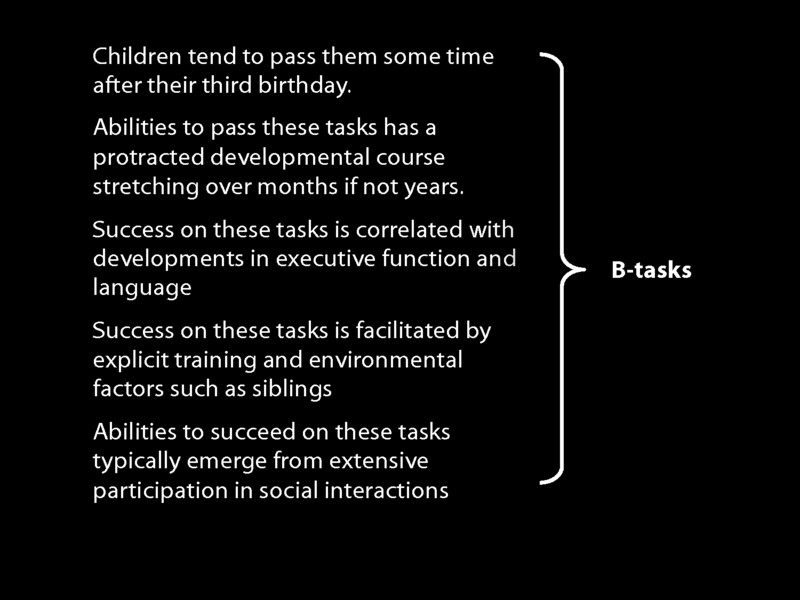 Children tend to pass them some time
after their third birthday.
Abilities to pass these tasks has a
protracted developmental course
stretching over months if not years.
Success on these tasks is correlated with
developments in executive function and
language
Success on these tasks is facilitated by
explicit training and environmental
factors such as siblings
Abilities to succeed on these tasks
typically emerge from extensive
participation in social interactions
B-tasks